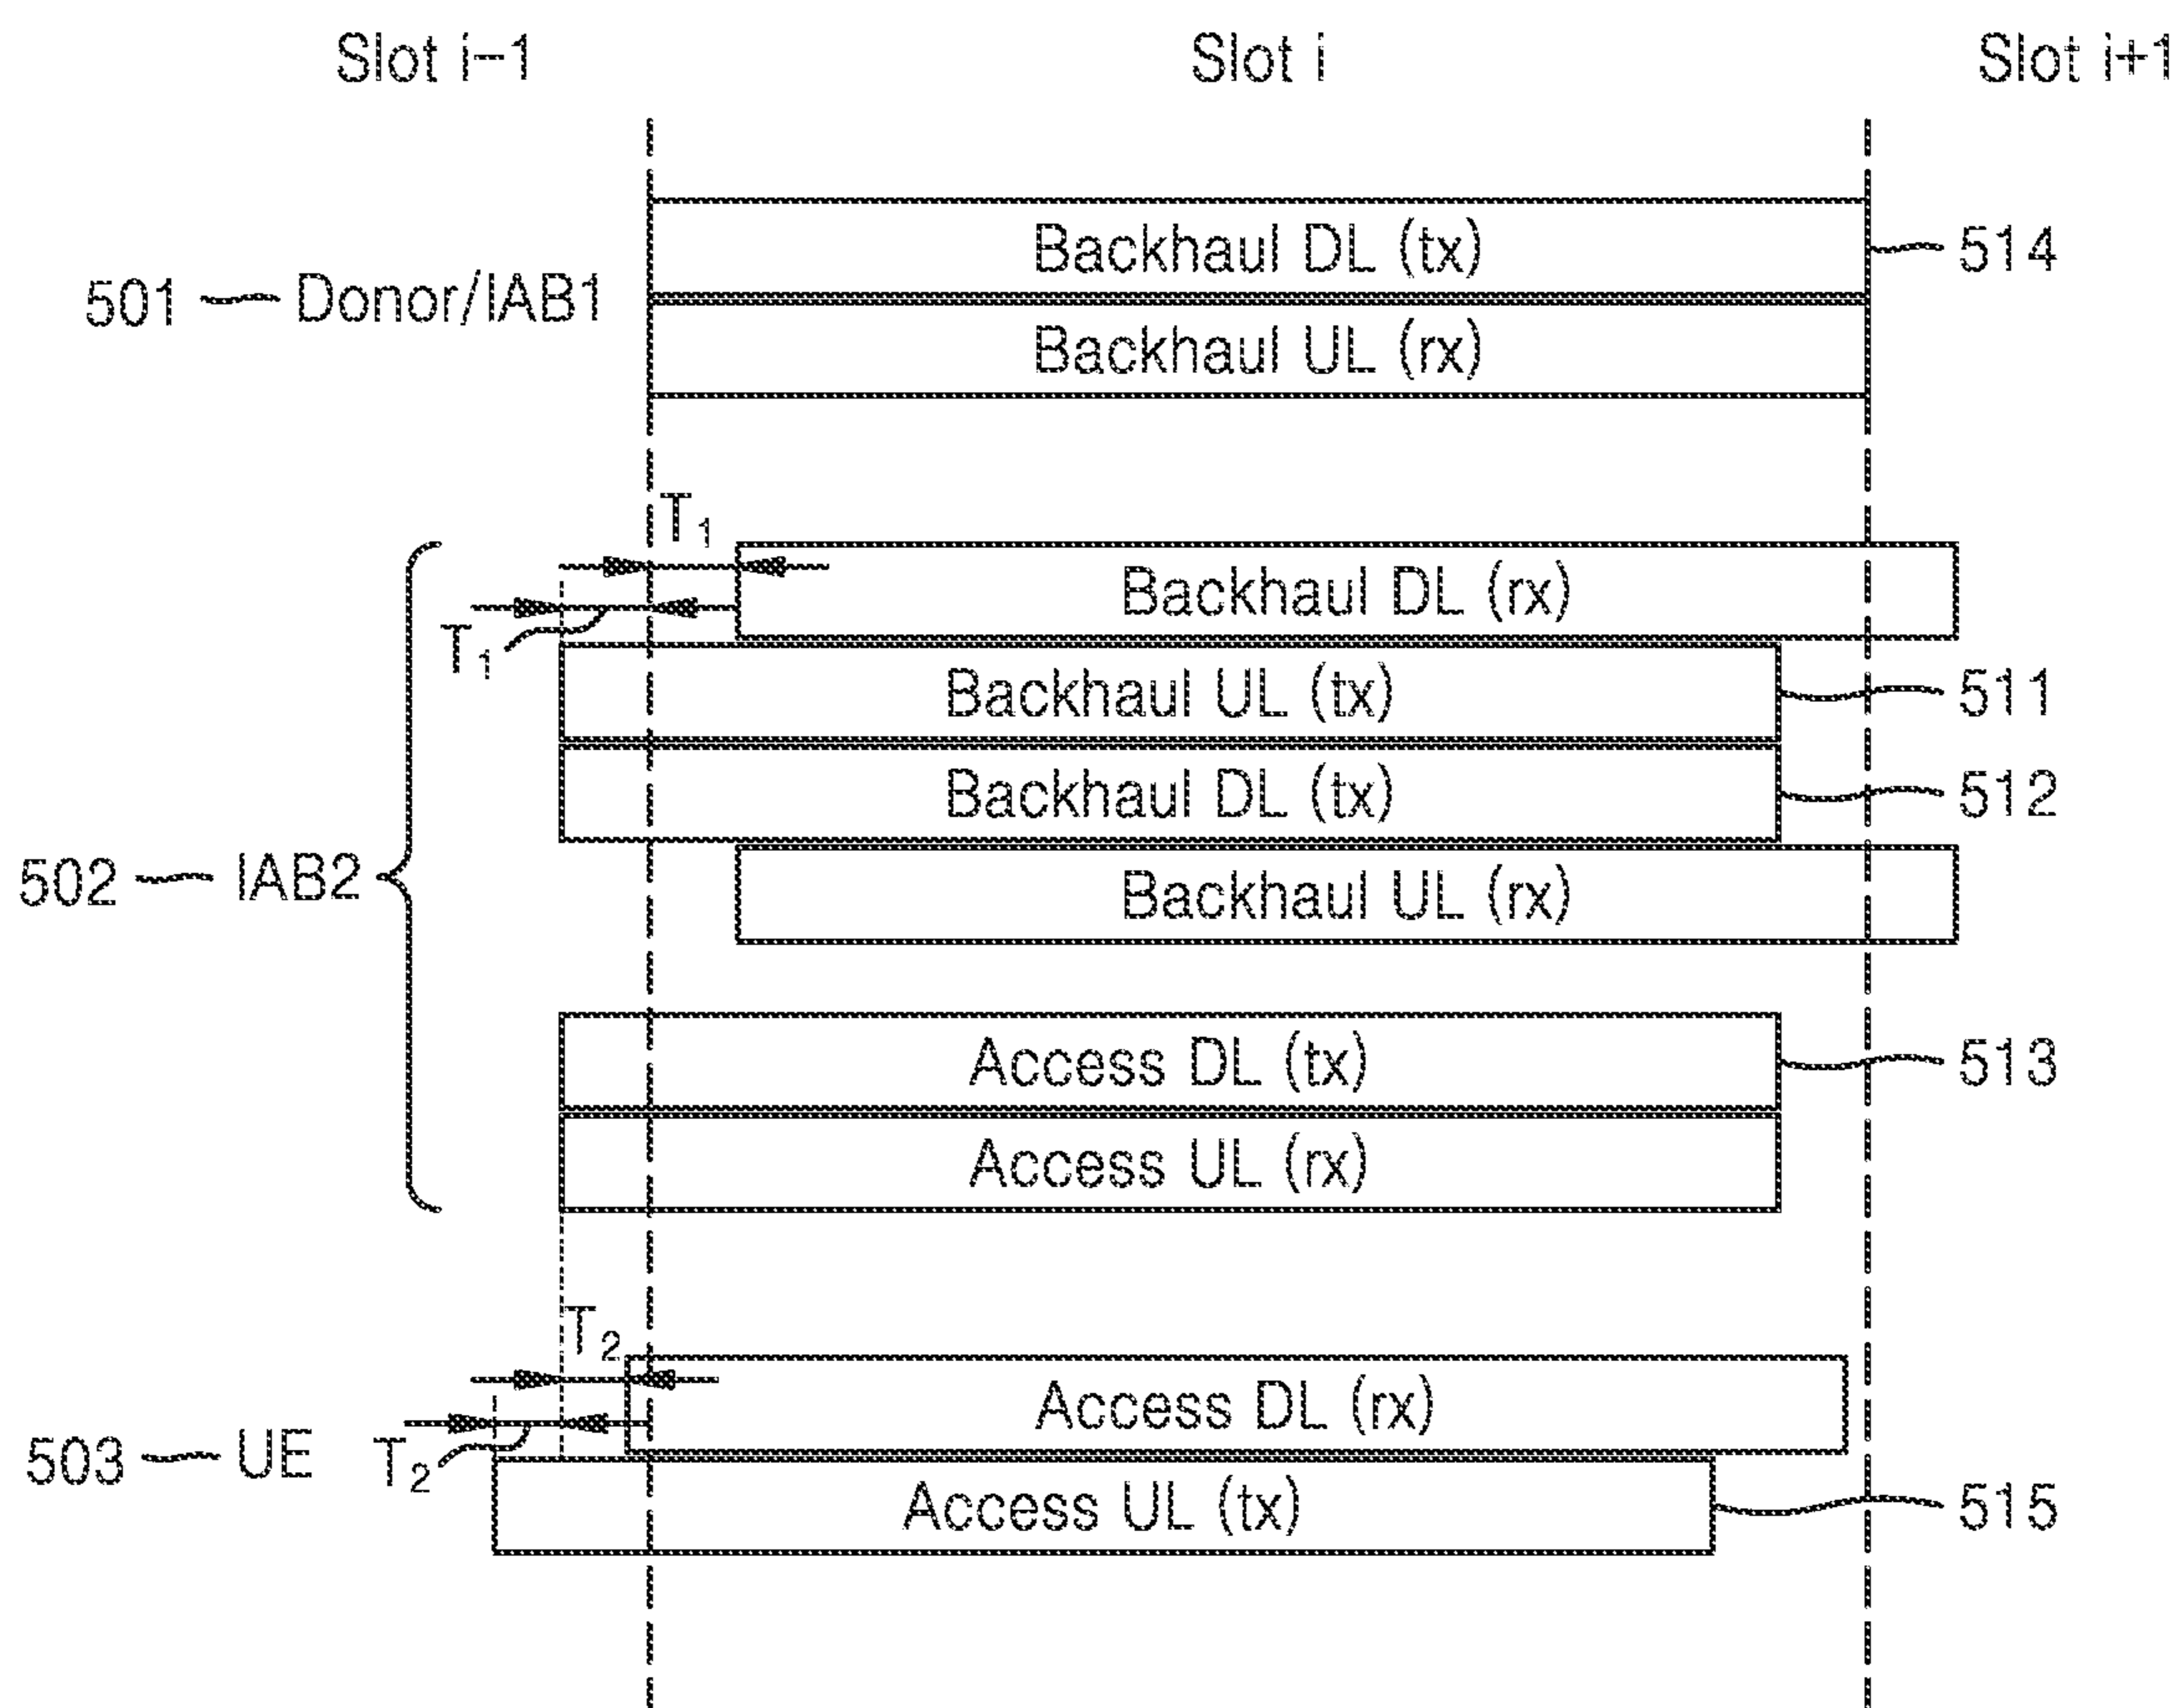 Slot i-1 Slot i Slot i+1
Backhaul DL (tx) 514
501 Donor/IAB1
Backhaul UL (rx)
T1
Backhaul DL (rx)
T1
Backhaul UL (tx) 511
Backhaul DL (tx) 512
502 IAB2
Backhaul UL (rx)
Access DL (tx) 513
Access UL (rx)
T2
Access DL (rx)
503 UE T2
Access UL (tx) 515